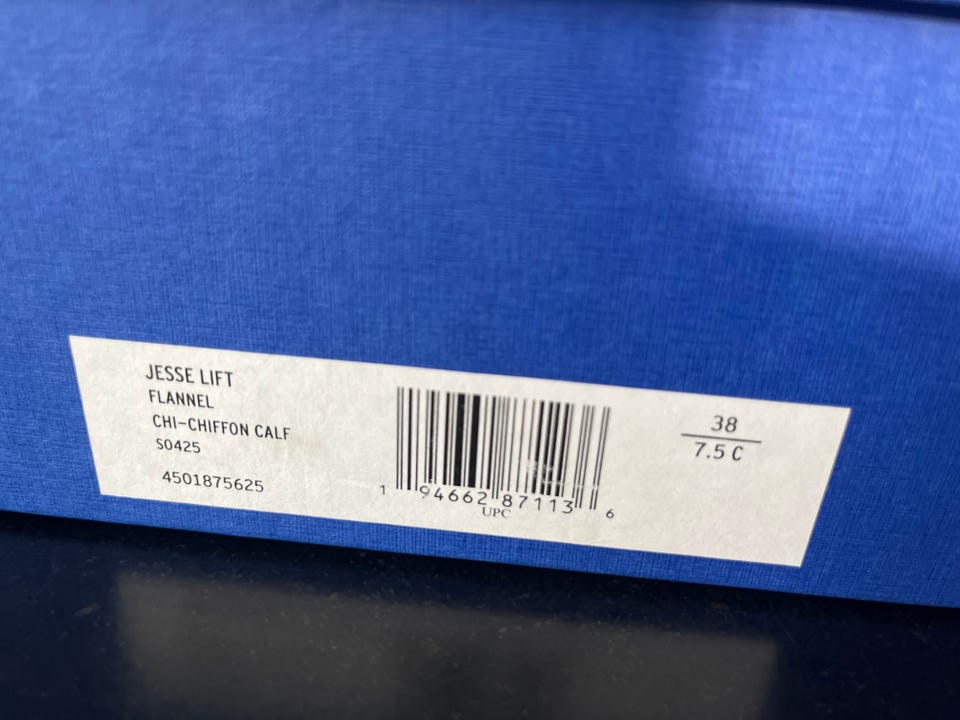 JESSE LIFT
FLANNEL
CHI-CHIFFON CALF
S0425
4501875625
1 94662 87113 6
UPC
38
7.5 C